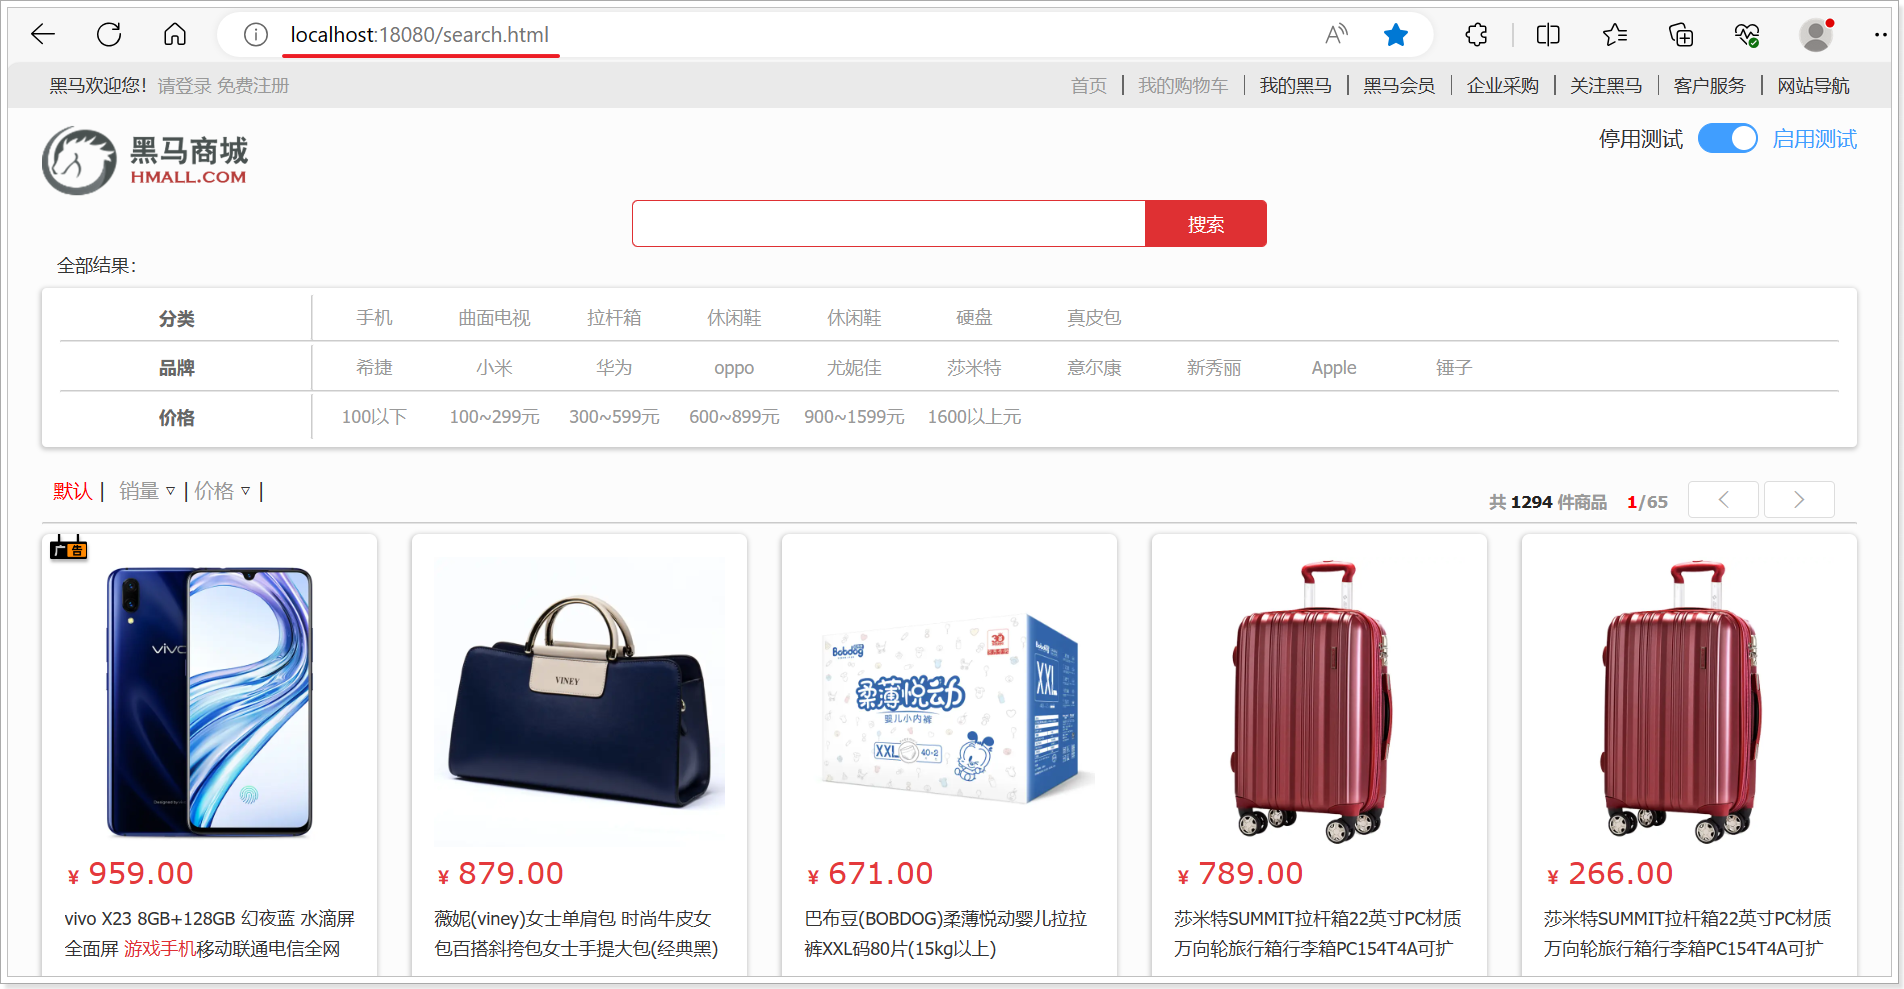 localhost:18080/search.html
黑马欢迎您！请登录 免费注册
首页 | 我的购物车 | 我的黑马 | 黑马会员 | 企业采购 | 关注黑马 | 客户服务 | 网站导航
黑马商城
HMALL.COM
停用测试 启用测试
搜索
全部结果：
分类 手机 曲面电视 拉杆箱 休闲鞋 休闲鞋 硬盘 真皮包
品牌 希捷 小米 华为 oppo 尤妮佳 莎米特 意尔康 新秀丽 Apple 锤子
价格 100以下 100~299元 300~599元 600~899元 900~1599元 1600以上元
默认 | 销量 ▿ | 价格 ▿ |
共 1294 件商品 1/65
广告
vivo
VINEY
Bobdog
柔薄悦动
婴儿小内裤
XXL
40+2
Bobdog
XXL
¥ 959.00
vivo X23 8GB+128GB 幻夜蓝 水滴屏
全面屏 游戏手机移动联通电信全网
¥ 879.00
薇妮(viney)女士单肩包 时尚牛皮女
包百搭斜挎包女士手提大包(经典黑)
¥ 671.00
巴布豆(BOBDOG)柔薄悦动婴儿拉拉
裤XXL码80片(15kg以上)
¥ 789.00
莎米特SUMMIT拉杆箱22英寸PC材质
万向轮旅行箱行李箱PC154T4A可扩
¥ 266.00
莎米特SUMMIT拉杆箱22英寸PC材质
万向轮旅行箱行李箱PC154T4A可扩